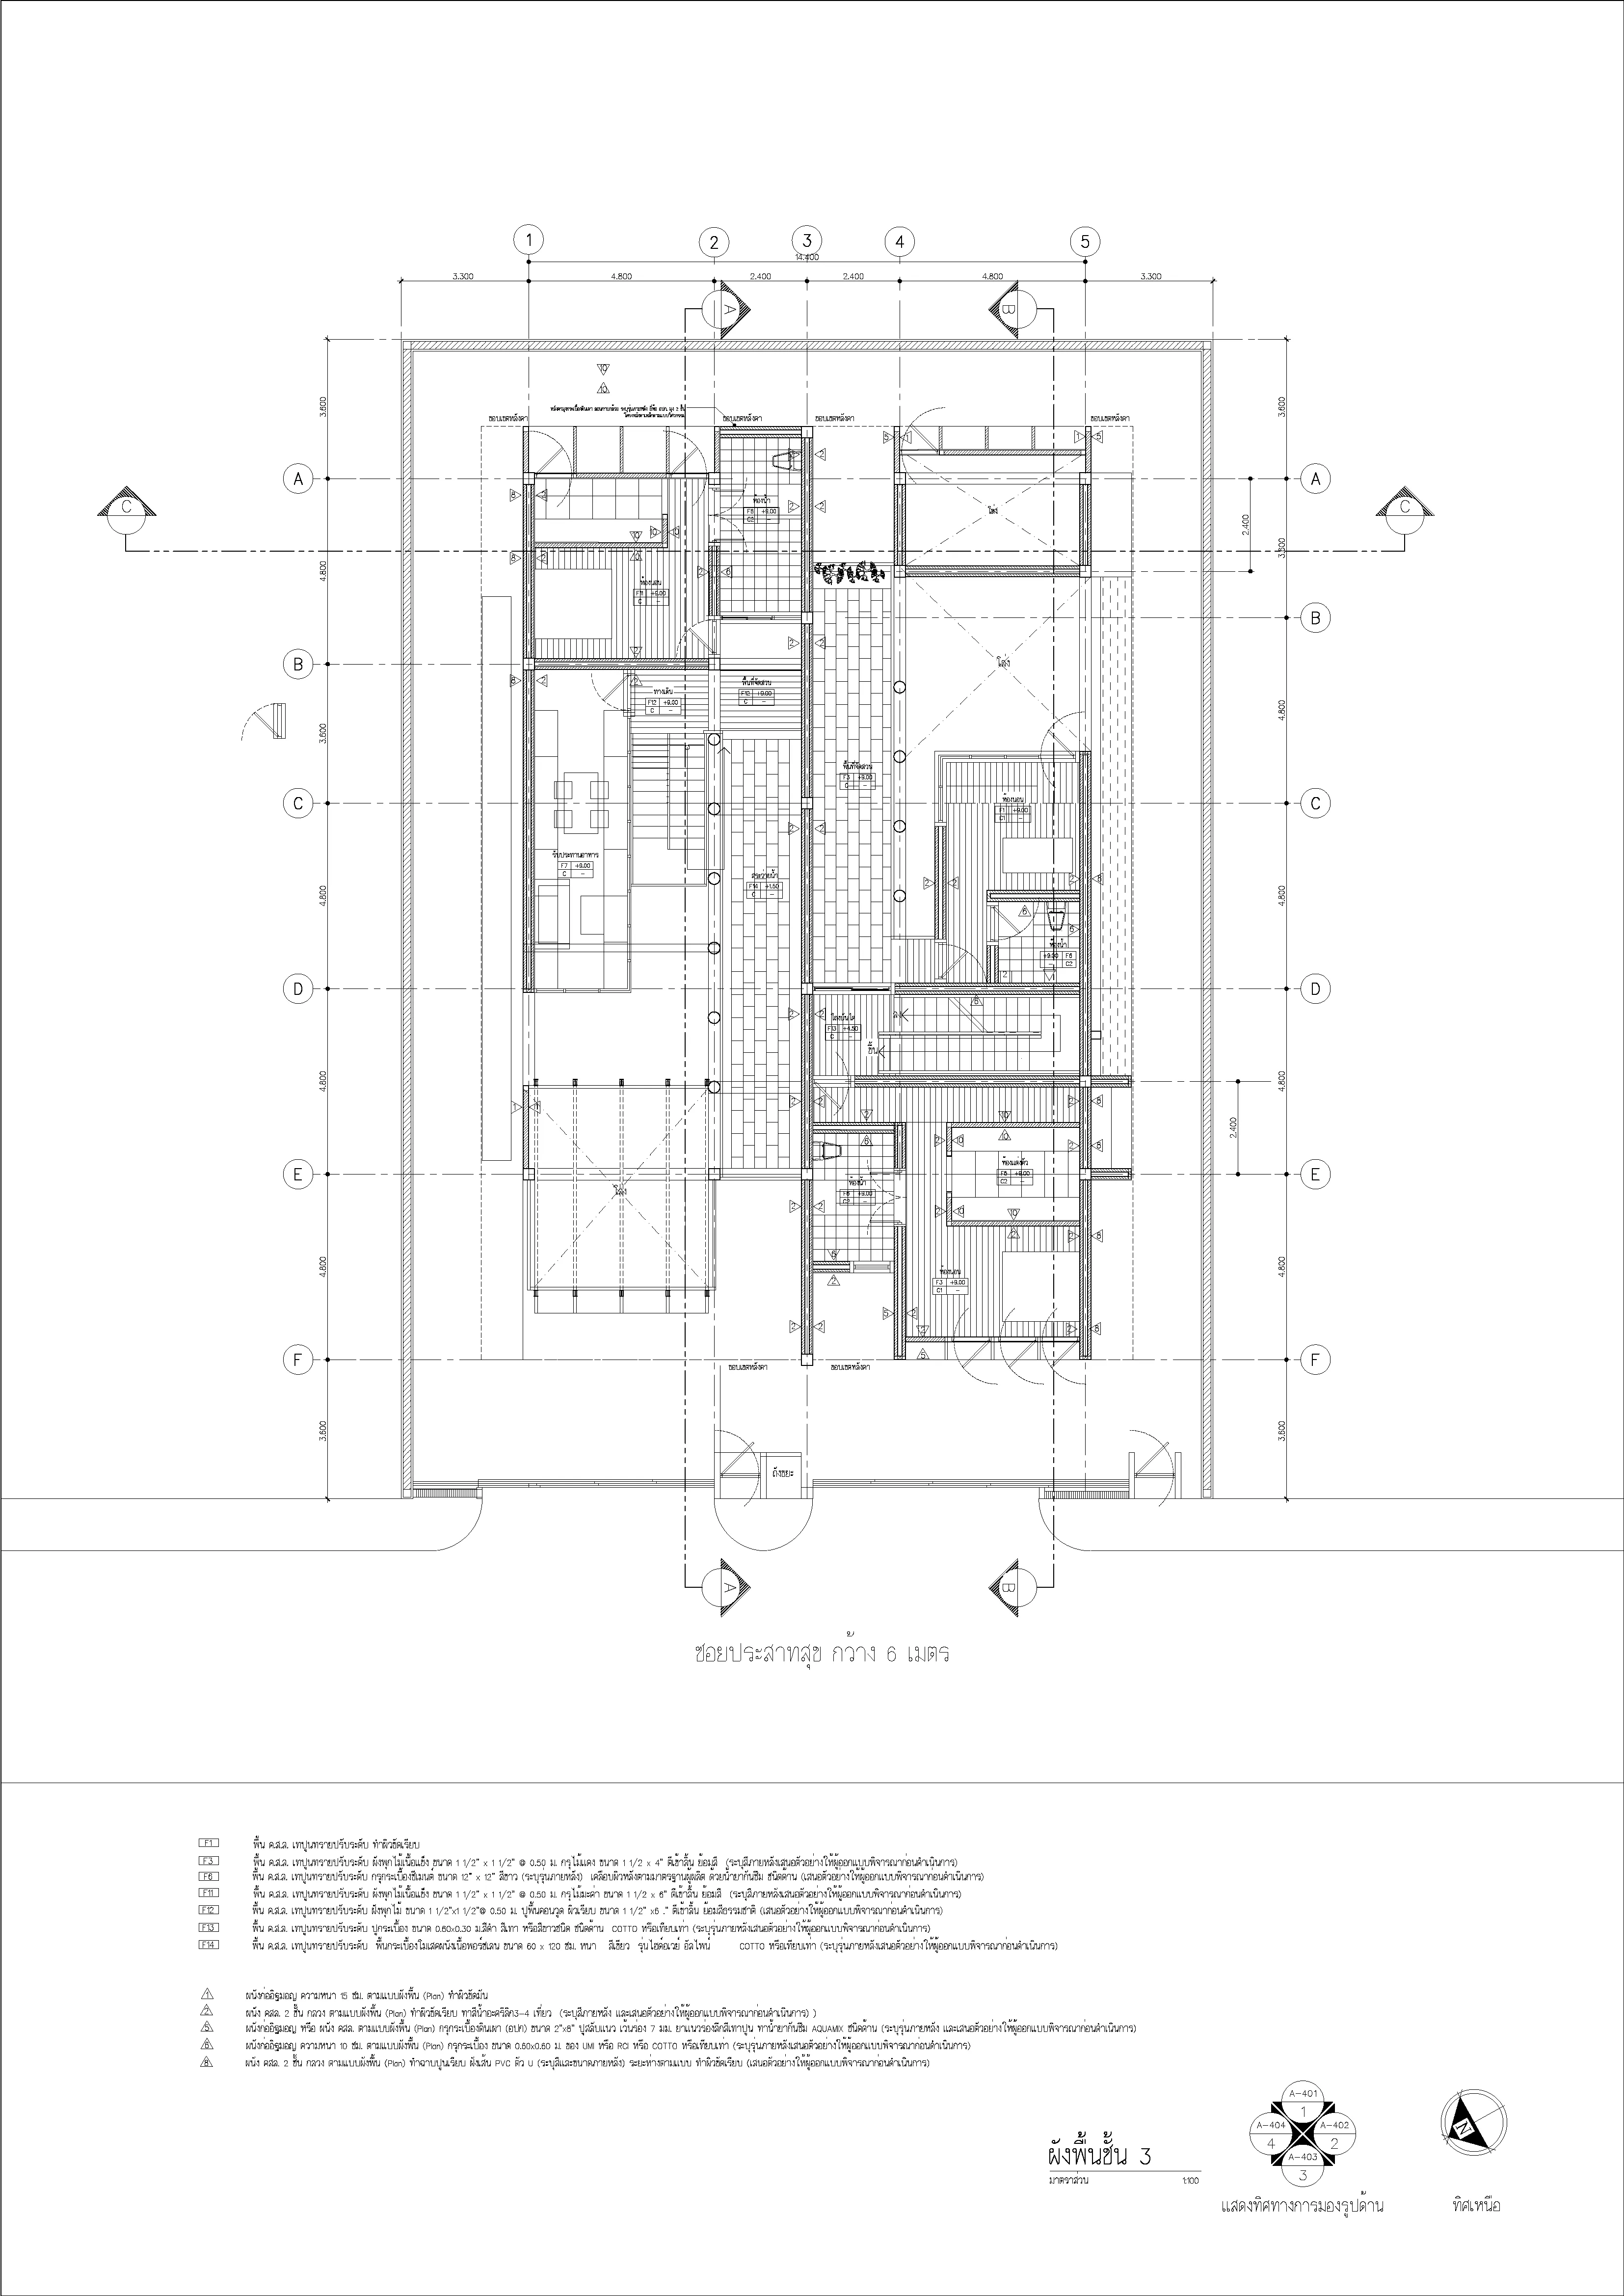 1 2 3 4 5
14.400
3.300 4.800 2.400 2.400 4.800 3.300
A B
3.600 3.600
10
10
ขอบเขตหลังคา ขอบเขตหลังคา ขอบเขตหลังคา ขอบเขตหลังคา
A A
C C
ห้องน้ำ
F6 +9.00
C2 -
โล่ง
2.400
3.300
4.800
ห้องนอน
F11 +9.00
C -
B
B
โล่ง
ทางเดิน
F12 +9.00
C -
พื้นที่จัดสวน
F12 +9.00
C -
3.600 4.800
พื้นที่จัดสวน
F3 +9.00
C -
ห้องนอน
F1 +9.00
C1 -
C C
รับประทานอาหาร
F7 +9.00
C -
สระว่ายน้ำ
F14 +1.50
C -
4.800 4.800
ห้องน้ำ
+9.00 F6
- C2
D D
โถงบันได
F13 +4.50
C -
ขึ้น
4.800 4.800
2.400
ห้องแต่งตัว
F6 +9.00
C2 -
E E
โล่ง
ห้องน้ำ
F6 +9.00
C2 -
4.800 4.800
ห้องนอน
F3 +9.00
C1 -
F F
ขอบเขตหลังคา ขอบเขตหลังคา
3.600 3.600
ถังขยะ
A B
ซอยประสาทสุข กว้าง 6 เมตร
F1 พื้น ค.ส.ล. เทปูนทรายปรับระดับ ทำผิวขัดเรียบ
F3 พื้น ค.ส.ล. เทปูนทรายปรับระดับ ฝังพุกไม้เนื้อแข็ง ขนาด 1 1/2" x 1 1/2" @ 0.50 ม. กรุไม้แดง ขนาด 1 1/2 x 4" ตีเข้าลิ้น ย้อมสี (ระบุสีภายหลังเสนอตัวอย่างให้ผู้ออกแบบพิจารณาก่อนดำเนินการ)
F6 พื้น ค.ส.ล. เทปูนทรายปรับระดับ กรุกระเบื้องซีเมนต์ ขนาด 12" x 12" สีขาว (ระบุรุ่นภายหลัง) เคลือบผิวหลังตามมาตรฐานผู้ผลิต ด้วยน้ำยากันซึม ชนิดด้าน (เสนอตัวอย่างให้ผู้ออกแบบพิจารณาก่อนดำเนินการ)
F11 พื้น ค.ส.ล. เทปูนทรายปรับระดับ ฝังพุกไม้เนื้อแข็ง ขนาด 1 1/2" x 1 1/2" @ 0.50 ม. กรุไม้มะค่า ขนาด 1 1/2 x 6" ตีเข้าลิ้น ย้อมสี (ระบุสีภายหลังเสนอตัวอย่างให้ผู้ออกแบบพิจารณาก่อนดำเนินการ)
F12 พื้น ค.ส.ล. เทปูนทรายปรับระดับ ฝังพุกไม้ ขนาด 1 1/2"x1 1/2"@ 0.50 ม. ปูพื้นคอนวูด ผิวเรียบ ขนาด 1 1/2" x6 ." ตีเข้าลิ้น ย้อมสีธรรมชาติ (เสนอตัวอย่างให้ผู้ออกแบบพิจารณาก่อนดำเนินการ)
F13 พื้น ค.ส.ล. เทปูนทรายปรับระดับ ปูกระเบื้อง ขนาด 0.60x0.30 ม.สีดำ สีเทา หรือสีขาวชนิด ชนิดด้าน COTTO หรือเทียบเท่า (ระบุรุ่นภายหลังเสนอตัวอย่างให้ผู้ออกแบบพิจารณาก่อนดำเนินการ)
F14 พื้น ค.ส.ล. เทปูนทรายปรับระดับ พื้นกระเบื้องโมเสคผนังเนื้อพอร์ซเลน ขนาด 60 x 120 ซม. หนา สีเขียว รุ่นไฮด์อเวย์ อัลไพน์ COTTO หรือเทียบเท่า (ระบุรุ่นภายหลังเสนอตัวอย่างให้ผู้ออกแบบพิจารณาก่อนดำเนินการ)
1 ผนังก่ออิฐมอญ ความหนา 15 ซม. ตามแบบผังพื้น (Plan) ทำผิวขัดมัน
2 ผนัง คสล. 2 ชั้น กลวง ตามแบบผังพื้น (Plan) ทำผิวขัดเรียบ ทาสีน้ำอะคริลิค3-4 เที่ยว (ระบุสีภายหลัง และเสนอตัวอย่างให้ผู้ออกแบบพิจารณาก่อนดำเนินการ) )
5 ผนังก่ออิฐมอญ หรือ ผนัง คสล. ตามแบบผังพื้น (Plan) กรุกระเบื้องดินเผา (อปก) ขนาด 2"x8" ปูสลับแนว เว้นร่อง 7 มม. ยาแนวร่องลึกสีเทาปูน ทาน้ำยากันซึม AQUAMIX ชนิดด้าน (ระบุรุ่นภายหลัง และเสนอตัวอย่างให้ผู้ออกแบบพิจารณาก่อนดำเนินการ)
6 ผนังก่ออิฐมอญ ความหนา 10 ซม. ตามแบบผังพื้น (Plan) กรุกระเบื้อง ขนาด 0.60x0.60 ม. ของ UMI หรือ RCI หรือ COTTO หรือเทียบเท่า (ระบุรุ่นภายหลังเสนอตัวอย่างให้ผู้ออกแบบพิจารณาก่อนดำเนินการ)
8 ผนัง คสล. 2 ชั้น กลวง ตามแบบผังพื้น (Plan) ทำฉาบปูนเรียบ ฝังเส้น PVC ตัว U (ระบุสีและขนาดภายหลัง) ระยะห่างตามแบบ ทำผิวขัดเรียบ (เสนอตัวอย่างให้ผู้ออกแบบพิจารณาก่อนดำเนินการ)
ผังพื้นชั้น 3
มาตราส่วน 1:100
A-401
1
A-404 A-402
4 2
A-403
3
แสดงทิศทางการมองรูปด้าน
N
ทิศเหนือ